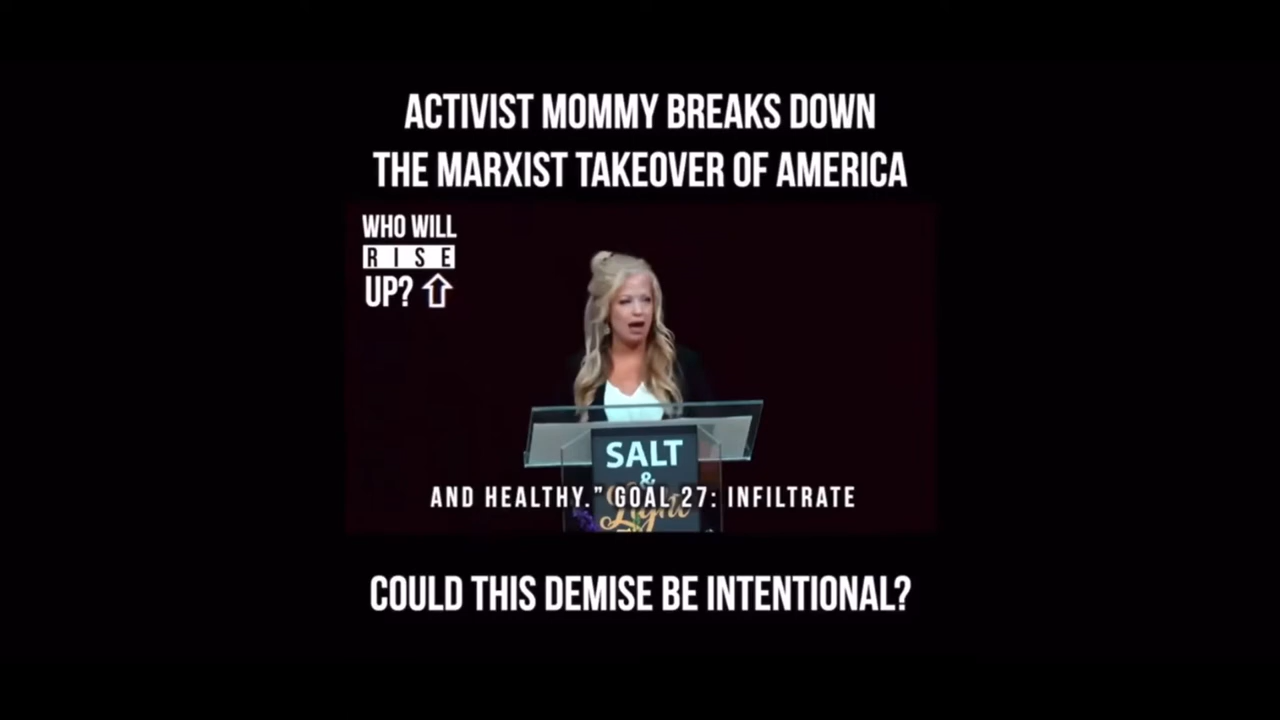 ACTIVIST MOMMY BREAKS DOWN
THE MARXIST TAKEOVER OF AMERICA
WHO WILL
RISE
UP?
SALT
&
Light
AND HEALTHY.” GOAL 27: INFILTRATE
COULD THIS DEMISE BE INTENTIONAL?